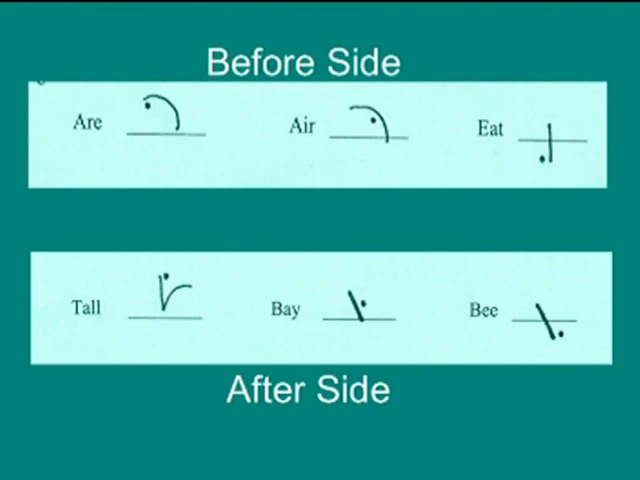 Before Side
Are Air Eat
Tall Bay Bee
After Side